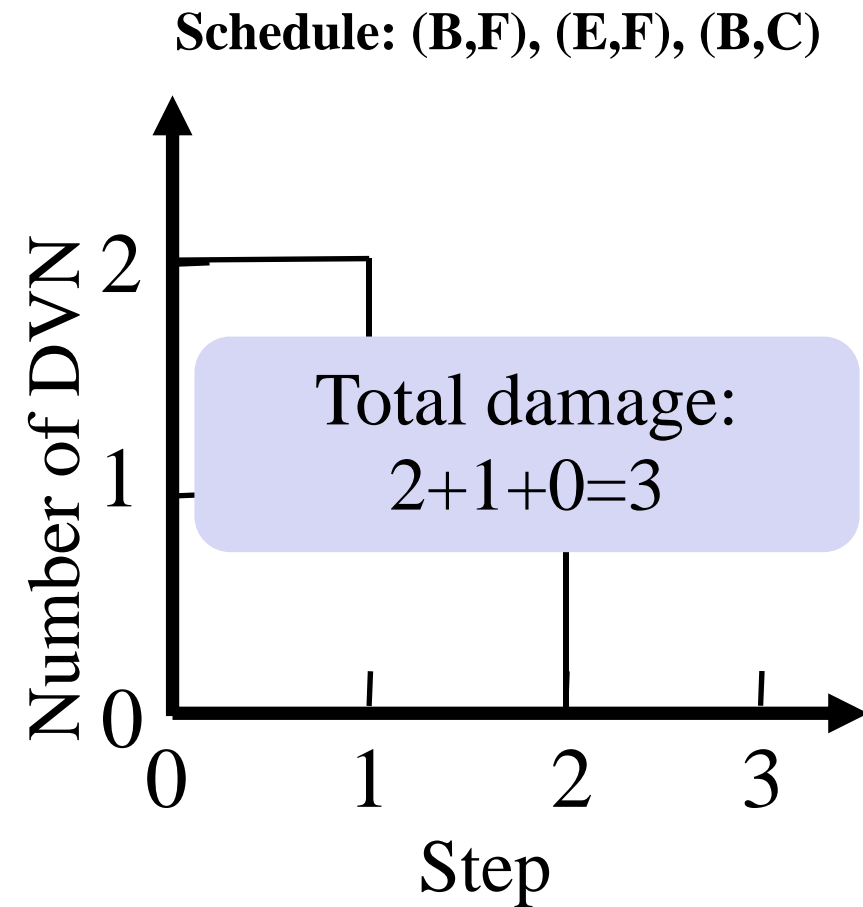 Schedule: (B,F), (E,F), (B,C)
Number of DVN
2
1
0
Total damage:
2+1+0=3
0 1 2 3
Step